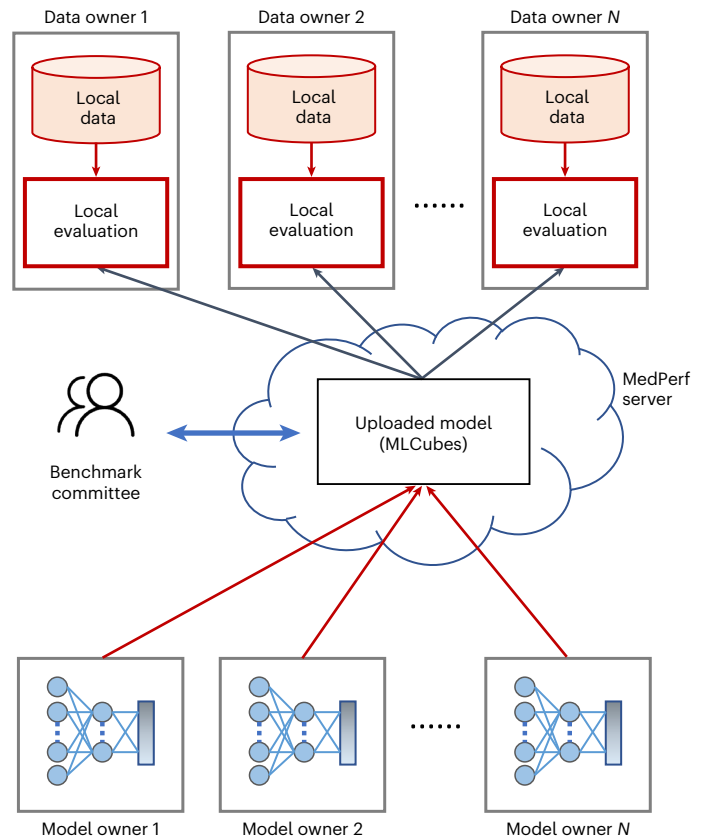 Data owner 1
Data owner 2
Data owner N
Local
data
Local
data
Local
data
Local
evaluation
Local
evaluation
......
Local
evaluation
MedPerf
server
Uploaded model
(MLCubes)
Benchmark
committee
......
Model owner 1
Model owner 2
Model owner N